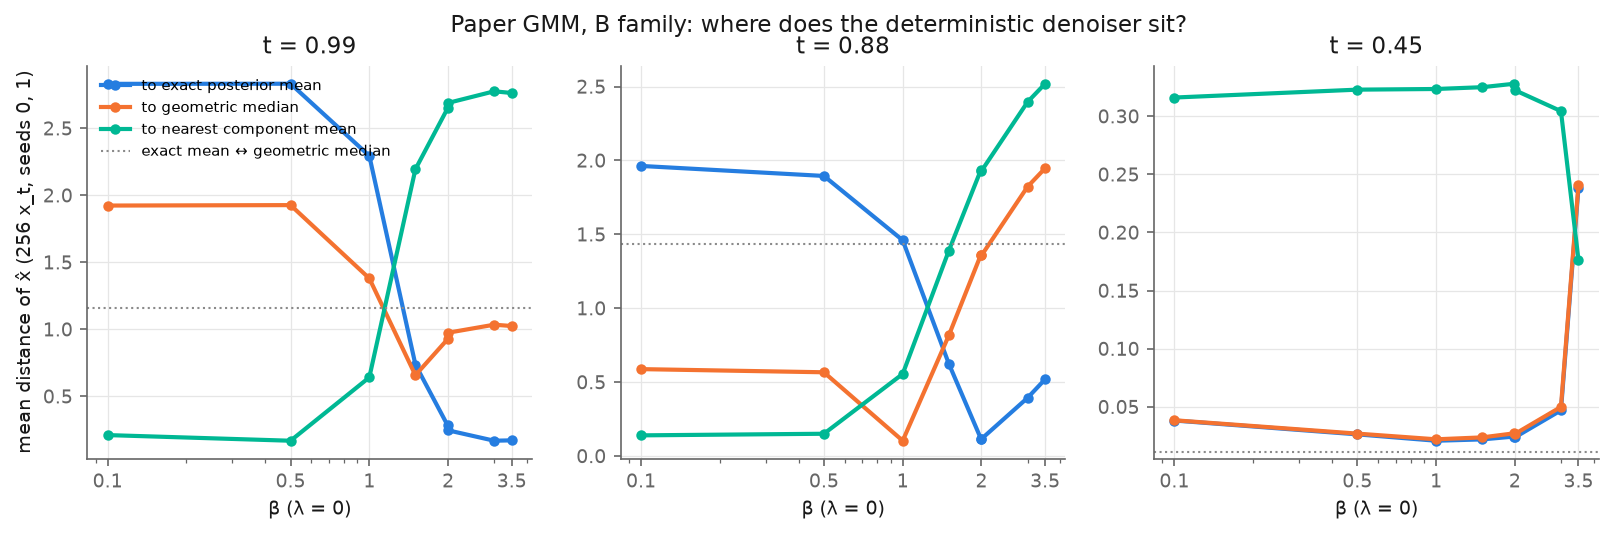 Paper GMM, B family: where does the deterministic denoiser sit?
t = 0.99
t = 0.88
t = 0.45
mean distance of x̂ (256 x_t, seeds 0, 1)
to exact posterior mean
to geometric median
to nearest component mean
exact mean ↔ geometric median
2.5
2.0
1.5
1.0
0.5
0.1
0.5
1
2
3.5
β (λ = 0)
2.5
2.0
1.5
1.0
0.5
0.0
0.1
0.5
1
2
3.5
β (λ = 0)
0.30
0.25
0.20
0.15
0.10
0.05
0.1
0.5
1
2
3.5
β (λ = 0)